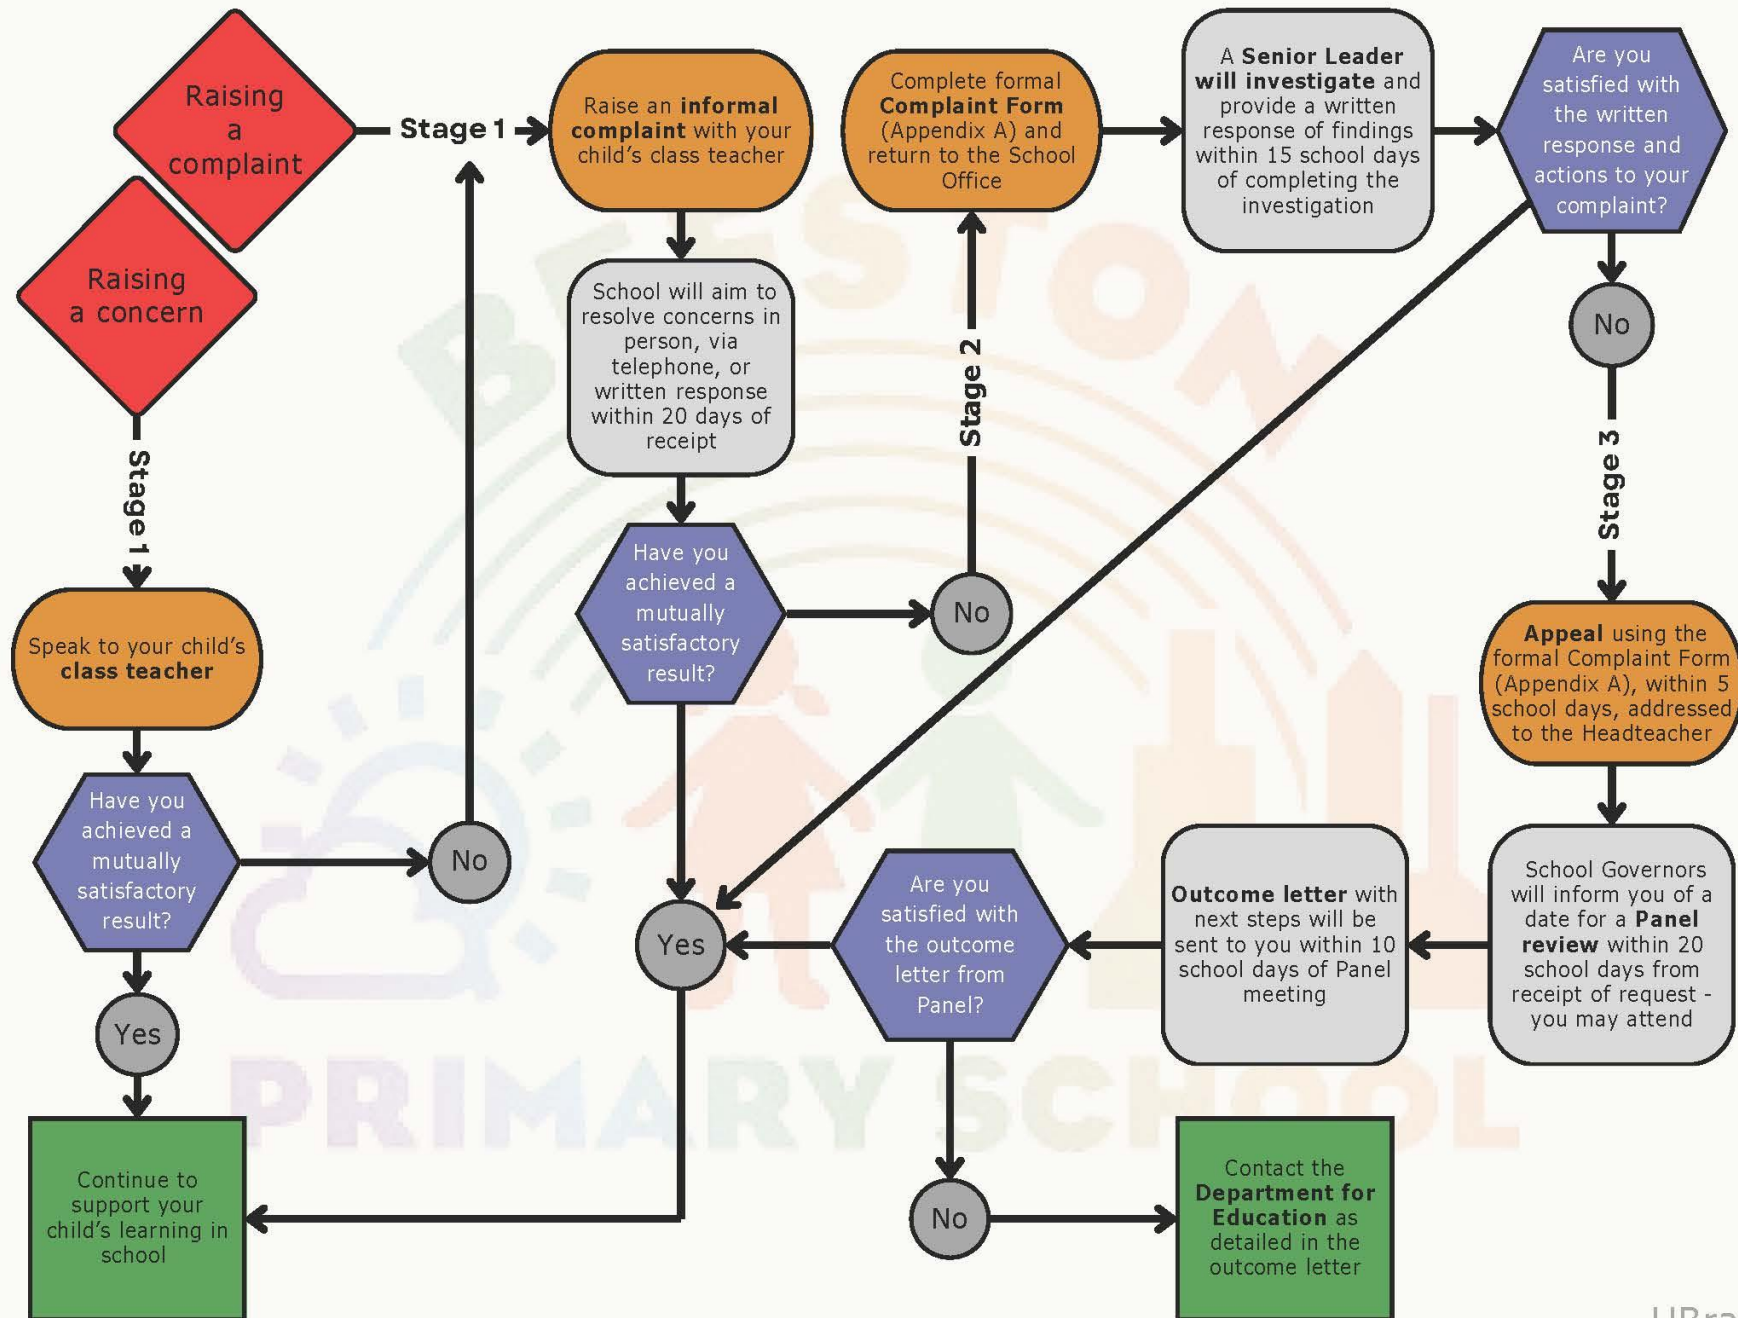 Raising
a
complaint
Raising
a concern
Stage 1
Speak to your child's
class teacher
Have you
achieved a
mutually
satisfactory
result?
No
Yes
Continue to
support your
child's learning in
school
Stage 1
Raise an informal
complaint with your
child's class teacher
School will aim to
resolve concerns in
person, via
telephone, or
written response
within 20 days of
receipt
Have you
achieved a
mutually
satisfactory
result?
No
Yes
Stage 2
Complete formal
Complaint Form
(Appendix A) and
return to the School
Office
A Senior Leader
will investigate and
provide a written
response of findings
within 15 school days
of completing the
investigation
Are you
satisfied with
the written
response and
actions to your
complaint?
No
Stage 3
Appeal using the
formal Complaint Form
(Appendix A), within 5
school days, addressed
to the Headteacher
School Governors
will inform you of a
date for a Panel
review within 20
school days from
receipt of request -
you may attend
Outcome letter with
next steps will be
sent to you within 10
school days of Panel
meeting
Are you
satisfied with
the outcome
letter from
Panel?
No
Contact the
Department for
Education as
detailed in the
outcome letter
BEESTON
PRIMARY SCHOOL